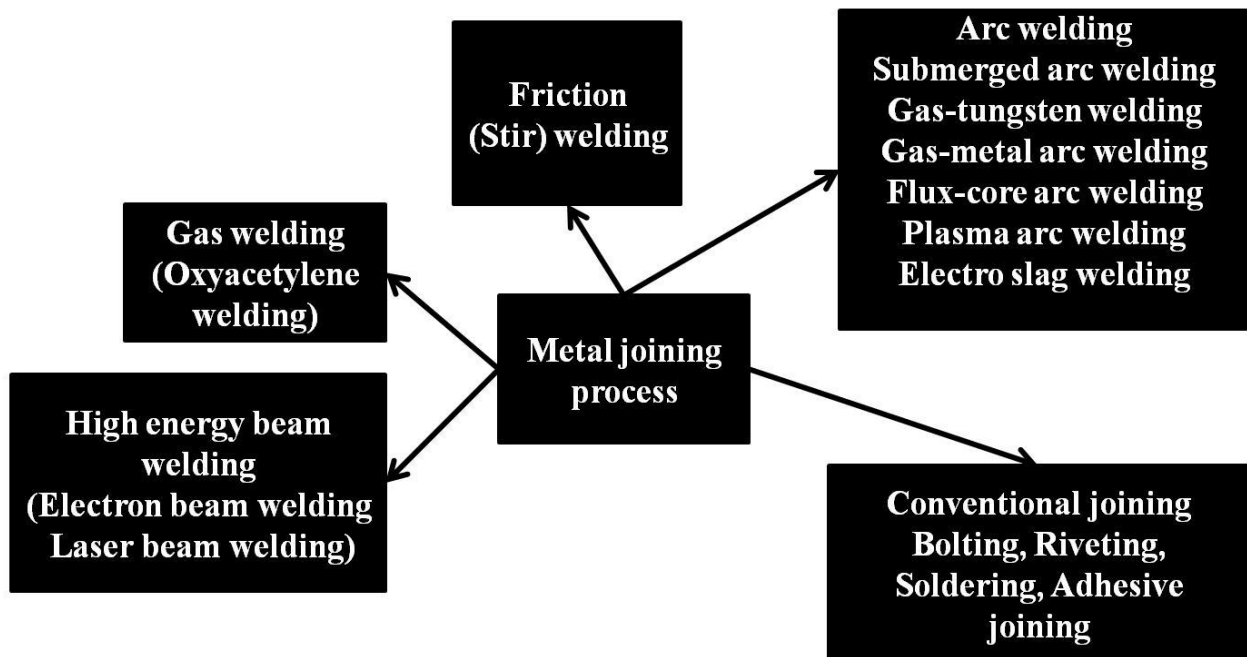 Arc welding
Submerged arc welding
Gas-tungsten welding
Gas-metal arc welding
Flux-core arc welding
Plasma arc welding
Electro slag welding
Friction
(Stir) welding
Gas welding
(Oxyacetylene
welding)
Metal joining
process
High energy beam
welding
(Electron beam welding
Laser beam welding)
Conventional joining
Bolting, Riveting,
Soldering, Adhesive
joining